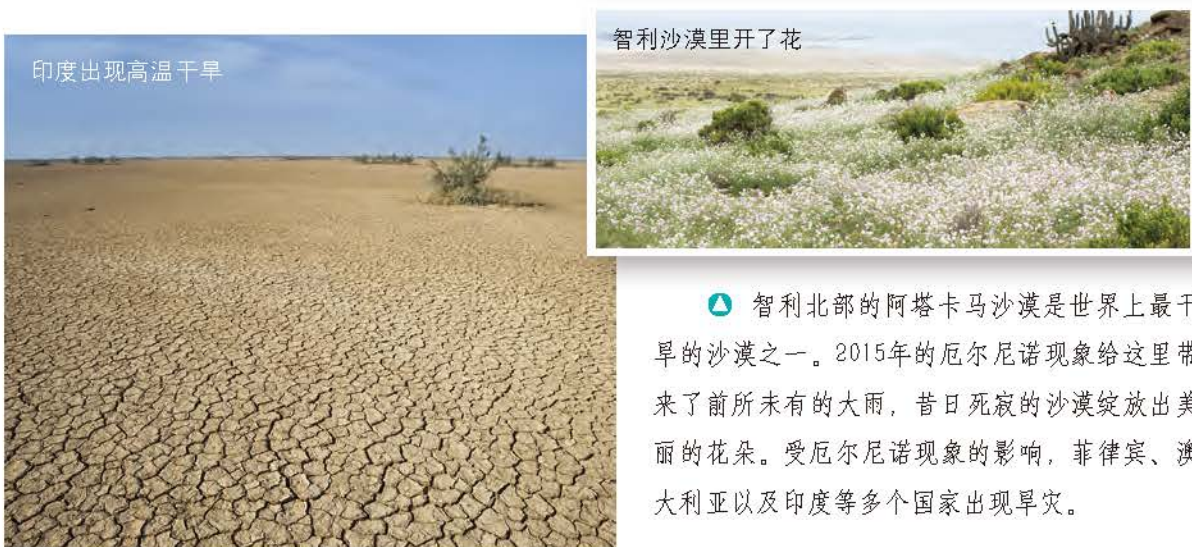 印度出现高温干旱
智利沙漠里开了花
智利北部的阿塔卡马沙漠是世界上最干
旱的沙漠之一。2015年的厄尔尼诺现象给这里带
来了前所未有的大雨，昔日死寂的沙漠绽放出美
丽的花朵。受厄尔尼诺现象的影响，菲律宾、澳
大利亚以及印度等多个国家出现旱灾。